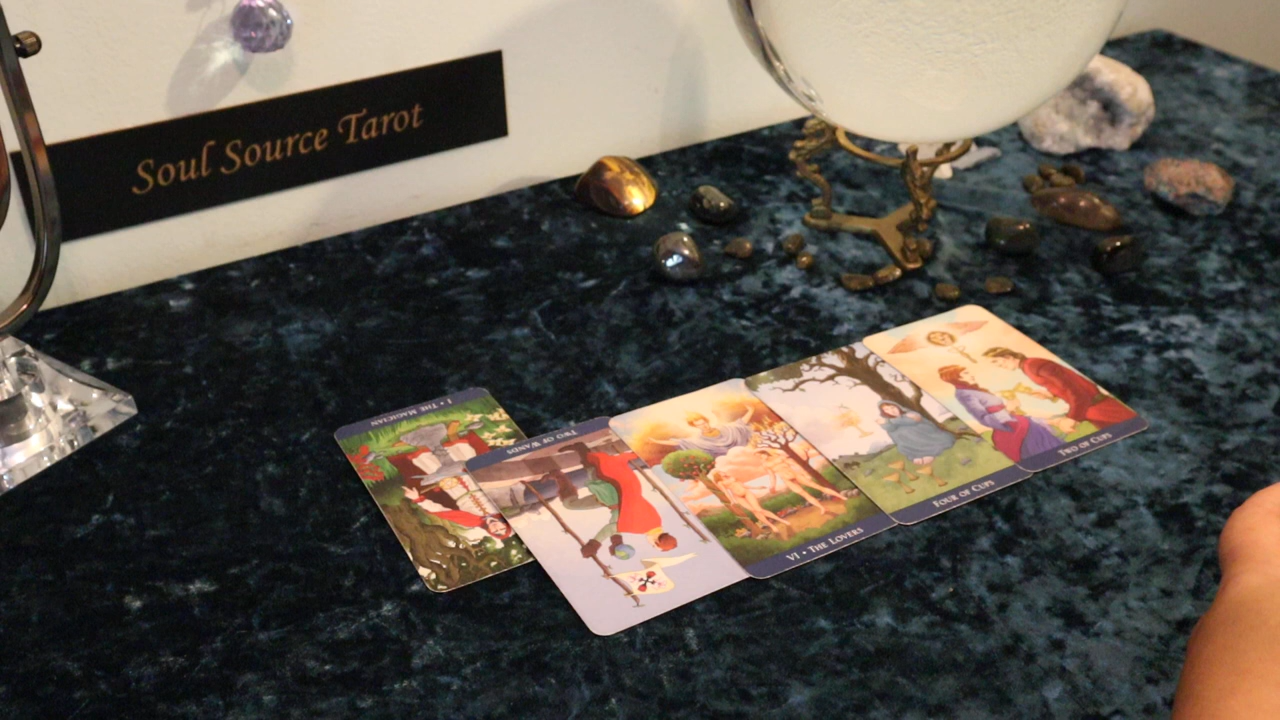 Soul Source Tarot
I • THE MAGICIAN
TWO OF WANDS
VI • THE LOVERS
FOUR OF CUPS
TWO OF CUPS